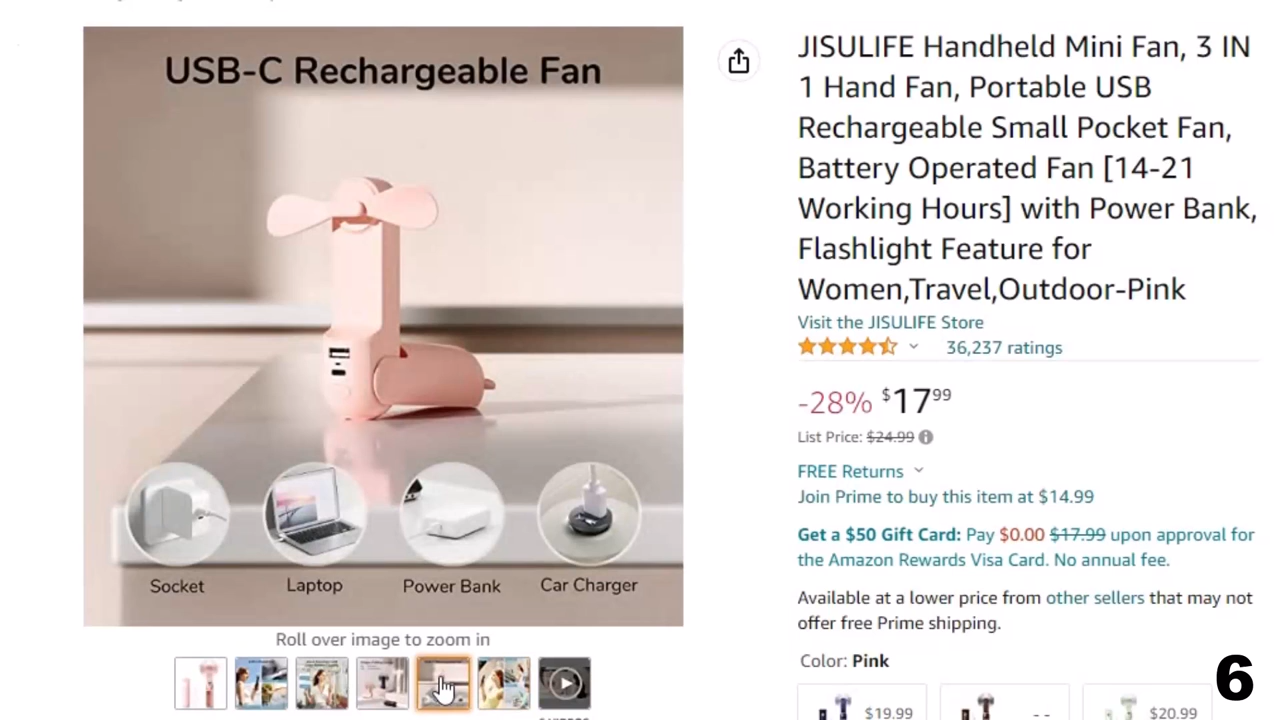 USB-C Rechargeable Fan
Socket
Laptop
Power Bank
Car Charger
Roll over image to zoom in
JISULIFE Handheld Mini Fan, 3 IN
1 Hand Fan, Portable USB
Rechargeable Small Pocket Fan,
Battery Operated Fan [14-21
Working Hours] with Power Bank,
Flashlight Feature for
Women,Travel,Outdoor-Pink
Visit the JISULIFE Store
36,237 ratings
-28% $1799
List Price: $24.99
FREE Returns
Join Prime to buy this item at $14.99
Get a $50 Gift Card: Pay $0.00 $17.99 upon approval for
the Amazon Rewards Visa Card. No annual fee.
Available at a lower price from other sellers that may not
offer free Prime shipping.
Color: Pink
$19.99
--
$20.99
6